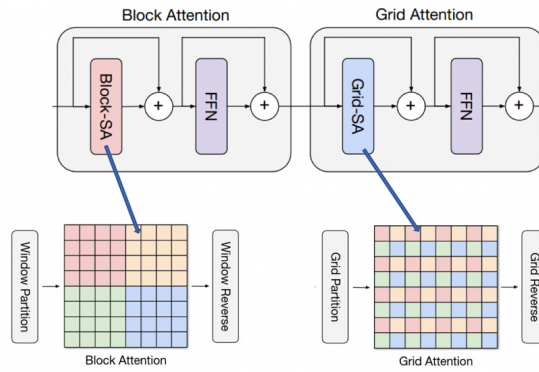 Block Attention
Grid Attention
Block-SA
+
FFN
+
Grid-SA
+
FFN
+
Window Partition
Window Reverse
Grid Partition
Grid Reverse
Block Attention
Grid Attention